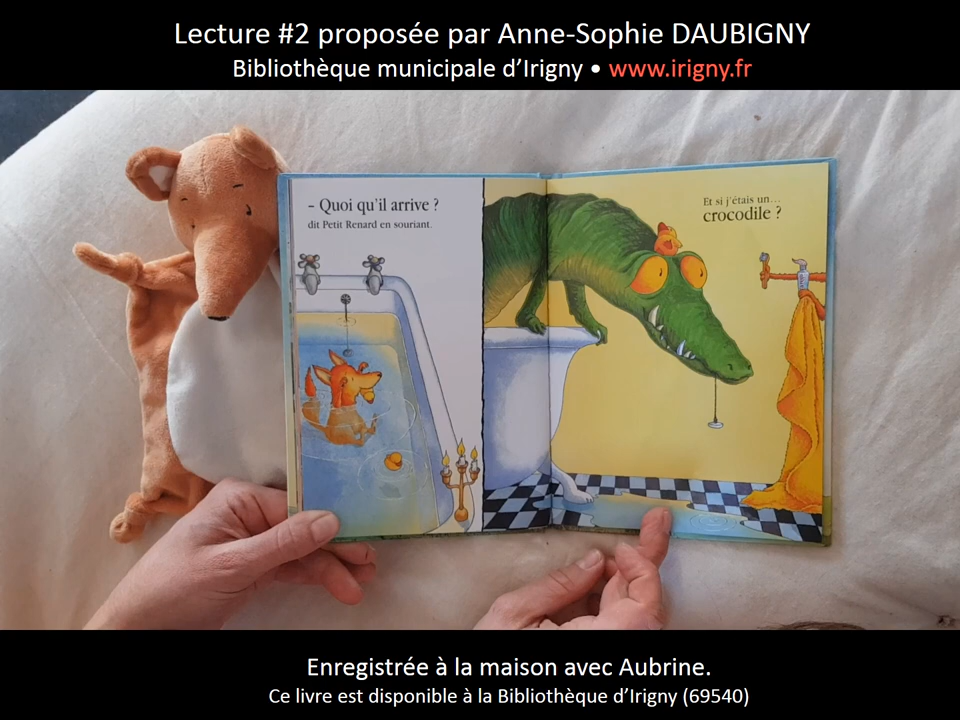 Lecture #2 proposée par Anne-Sophie DAUBIGNY
Bibliothèque municipale d’Irigny • www.irigny.fr
– Quoi qu'il arrive ?
dit Petit Renard en souriant.
Et si j'étais un...
crocodile ?
Enregistrée à la maison avec Aubrine.
Ce livre est disponible à la Bibliothèque d’Irigny (69540)